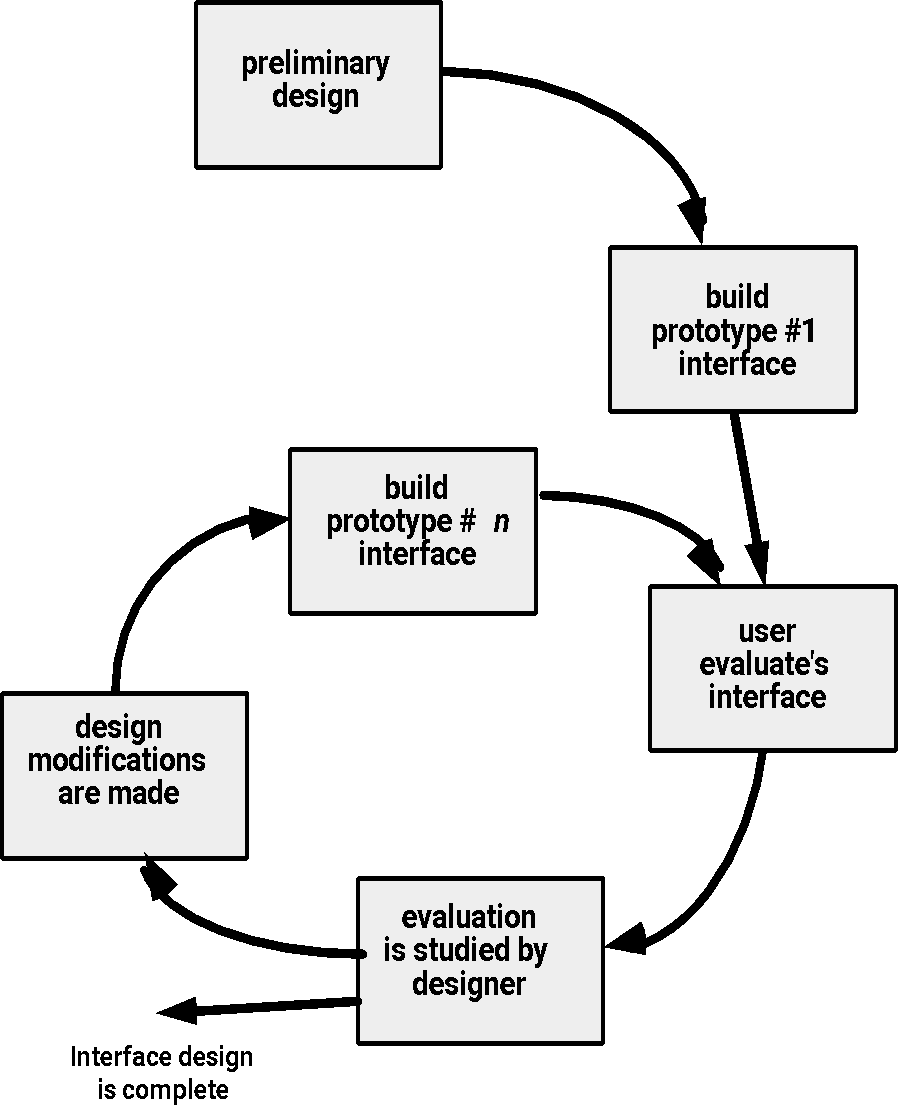 preliminary
design
build
prototype #1
interface
build
prototype # n
interface
user
evaluate's
interface
design
modifications
are made
evaluation
is studied by
designer
Interface design
is complete